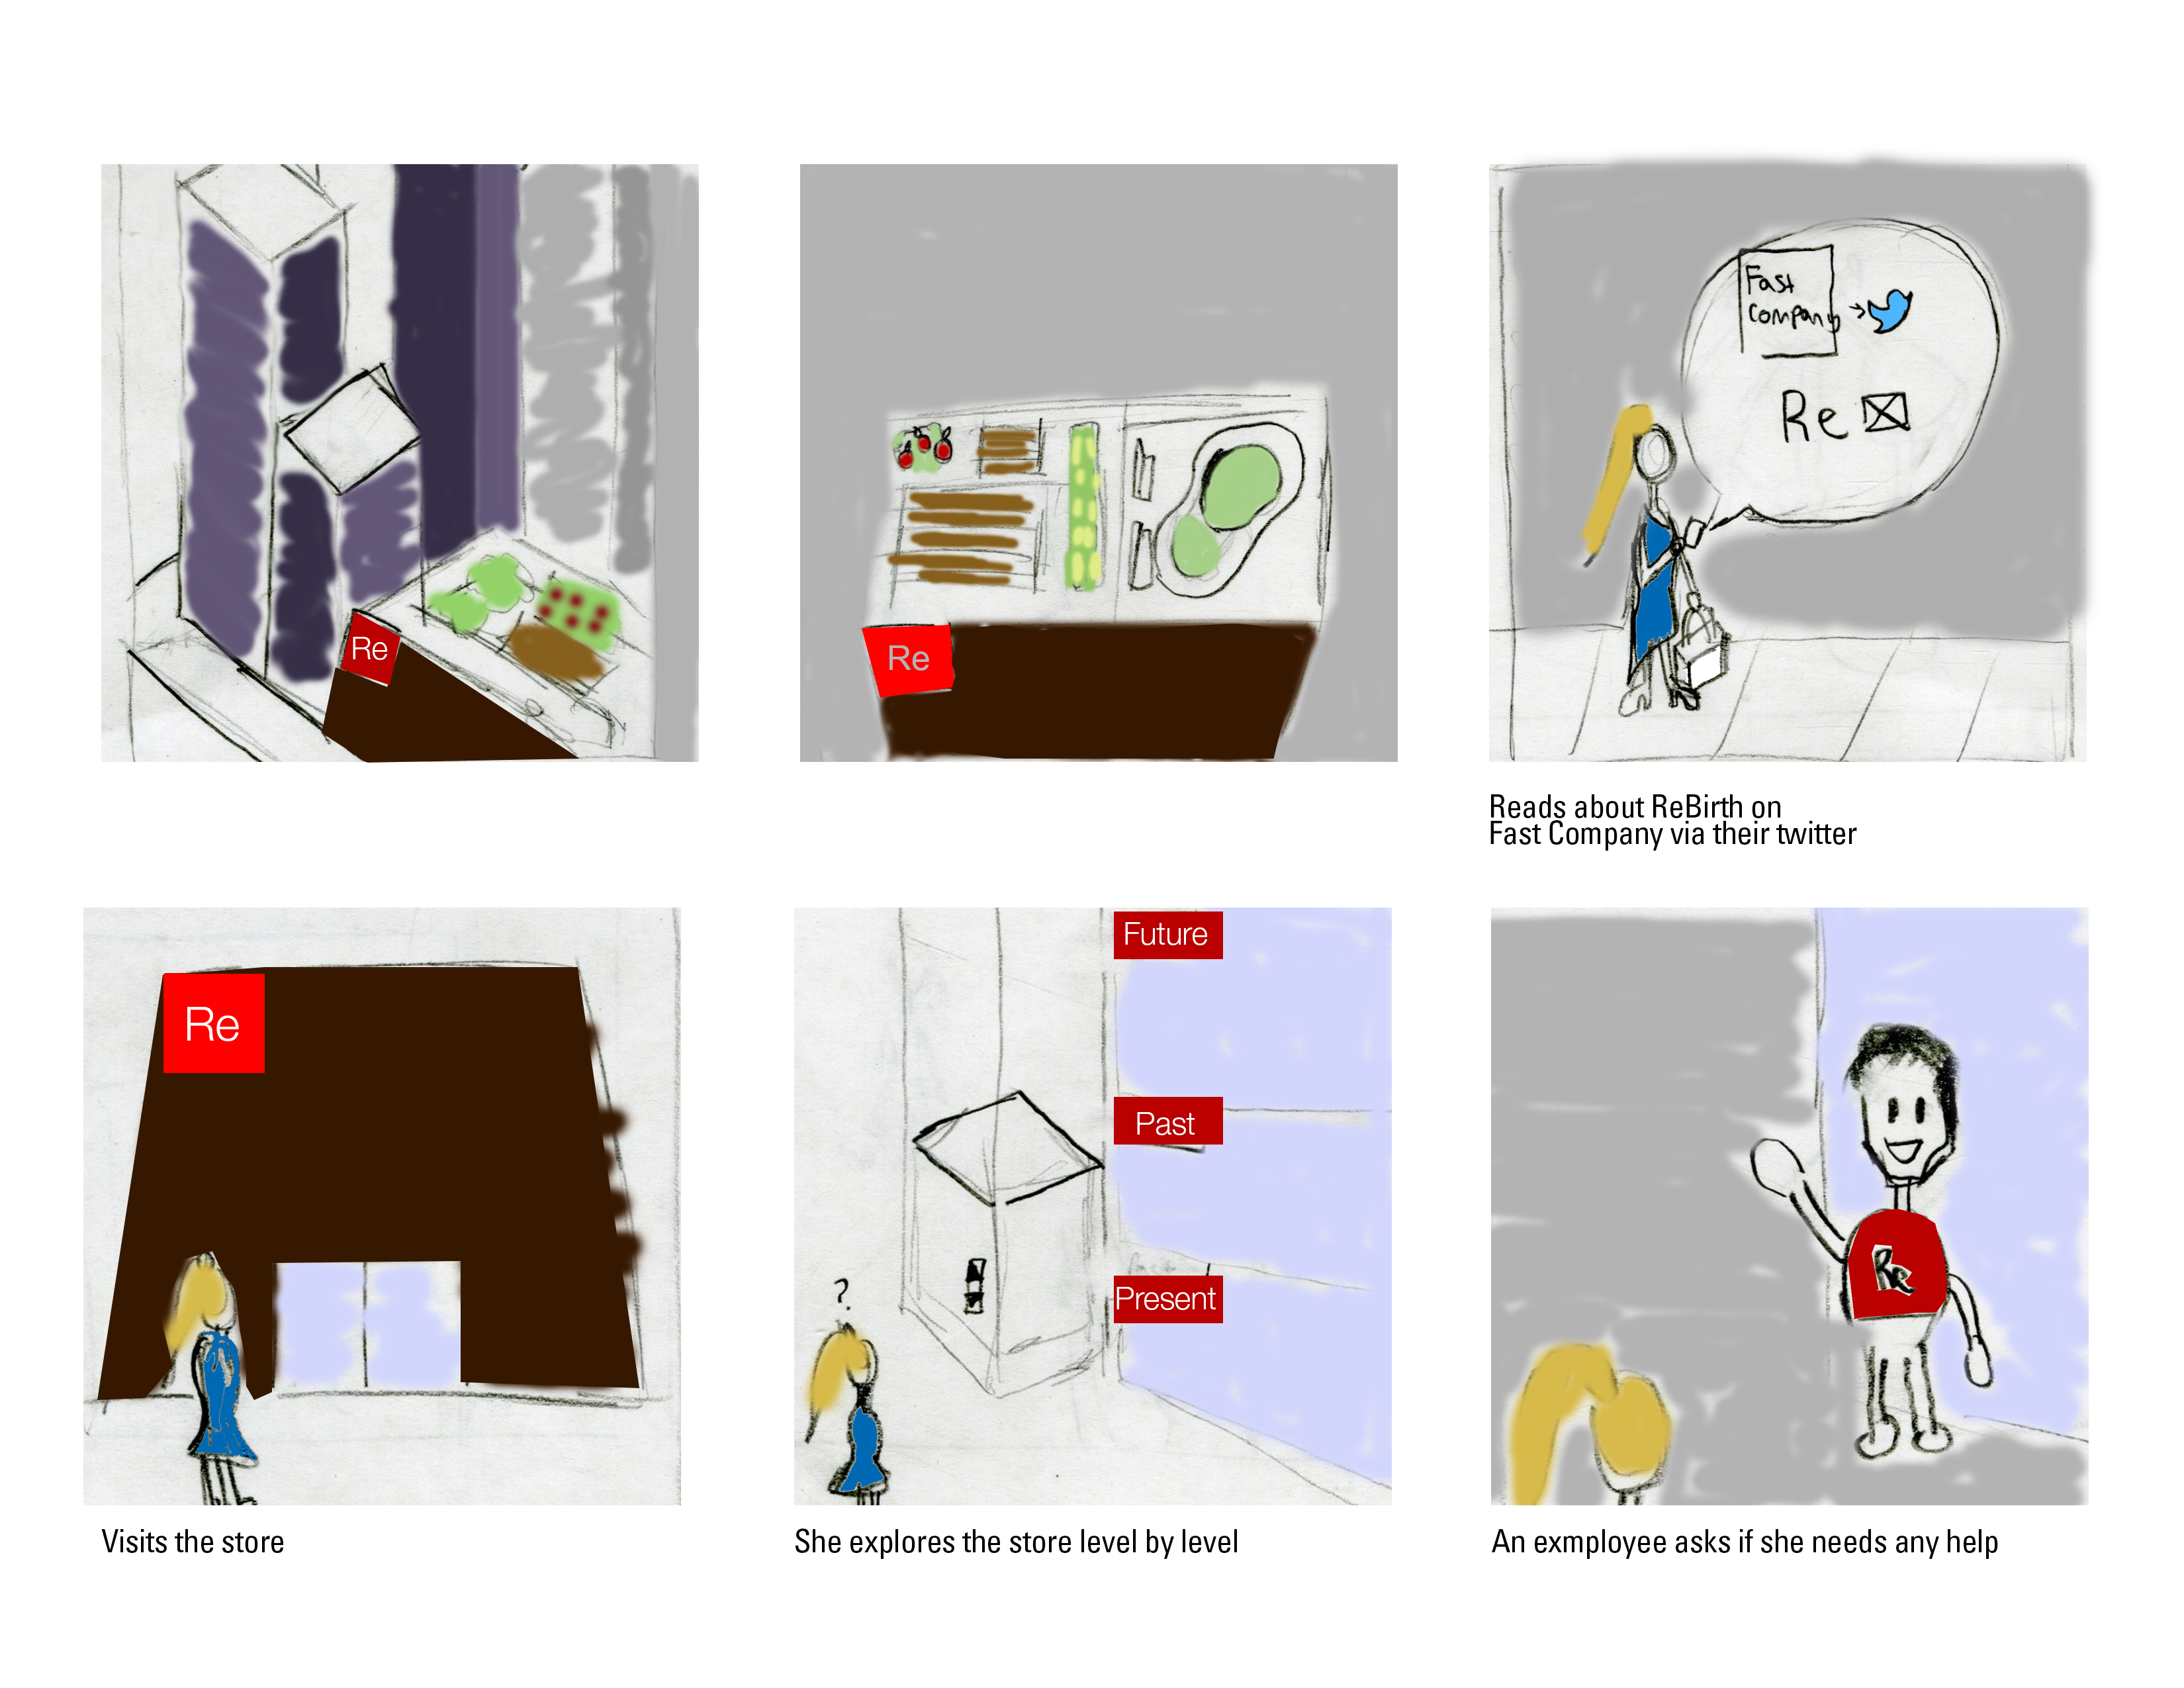 Re
Re
Fast
Company
Re
Reads about ReBirth on
Fast Company via their twitter
Re
Visits the store
Future
Past
Present
?
She explores the store level by level
Re
An exmployee asks if she needs any help